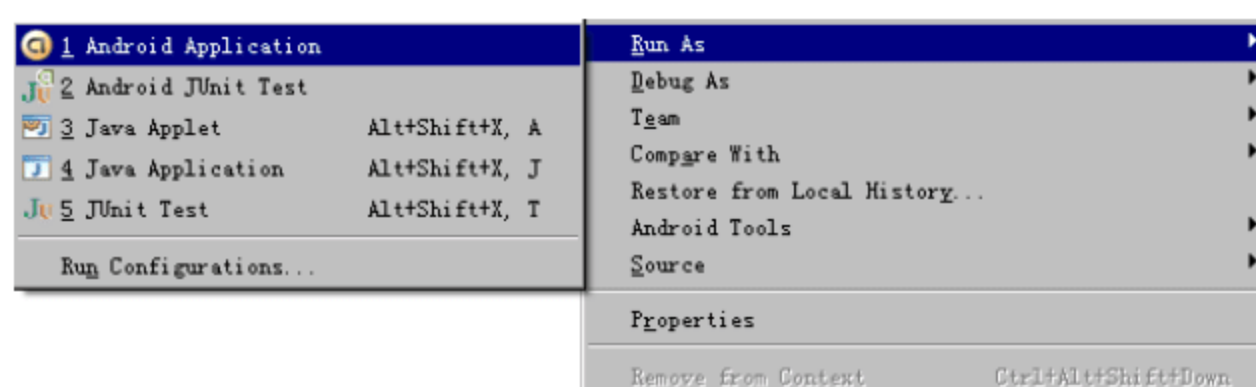 1 Android Application
2 Android JUnit Test
3 Java Applet Alt+Shift+X, A
4 Java Application Alt+Shift+X, J
5 JUnit Test Alt+Shift+X, T
Run Configurations...
Run As
Debug As
Team
Compare With
Restore from Local History...
Android Tools
Source
Properties
Remove from Context Ctrl+Alt+Shift+Down